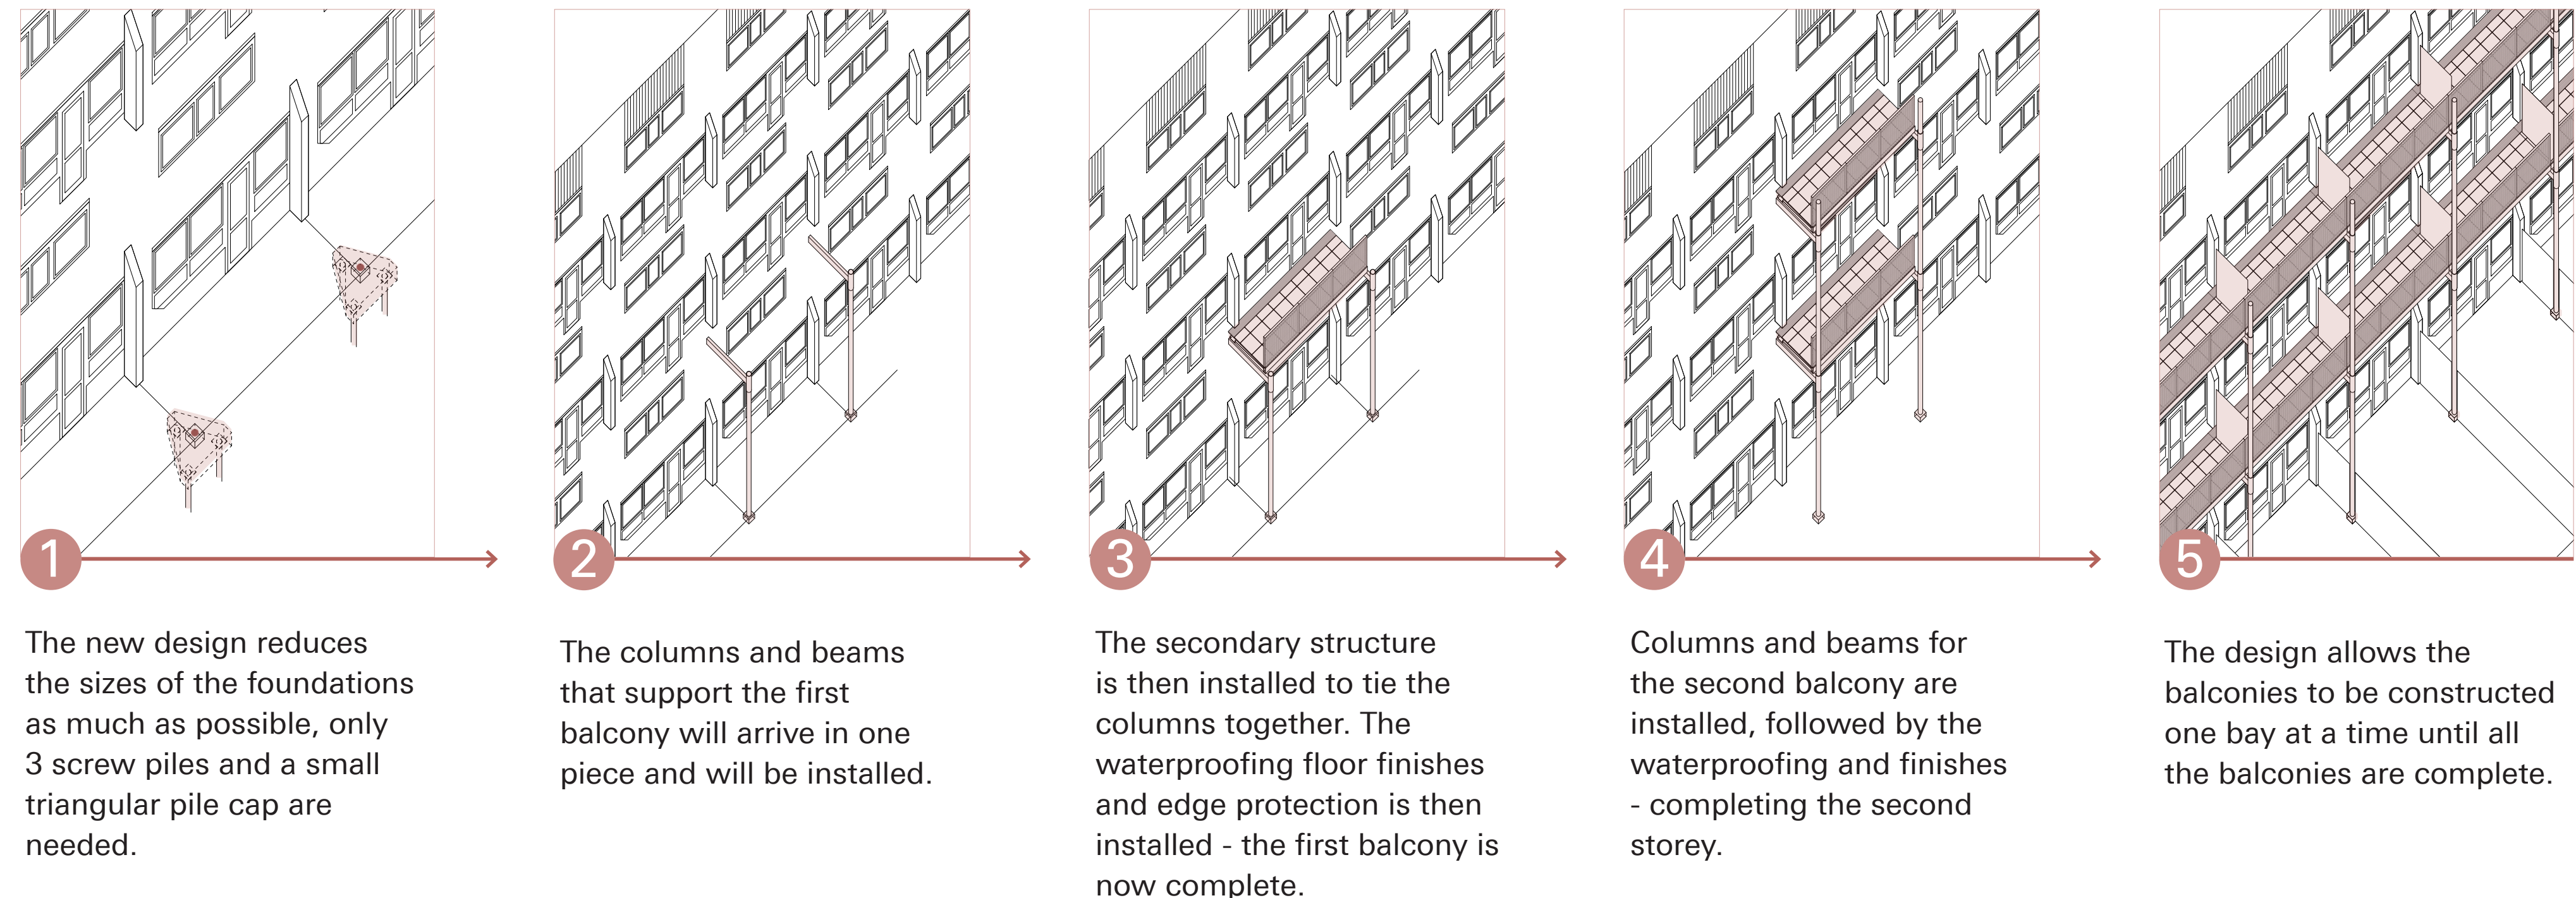 1
The new design reduces
the sizes of the foundations
as much as possible, only
3 screw piles and a small
triangular pile cap are
needed.
2
The columns and beams
that support the first
balcony will arrive in one
piece and will be installed.
3
The secondary structure
is then installed to tie the
columns together. The
waterproofing floor finishes
and edge protection is then
installed - the first balcony is
now complete.
4
Columns and beams for
the second balcony are
installed, followed by the
waterproofing and finishes
- completing the second
storey.
5
The design allows the
balconies to be constructed
one bay at a time until all
the balconies are complete.